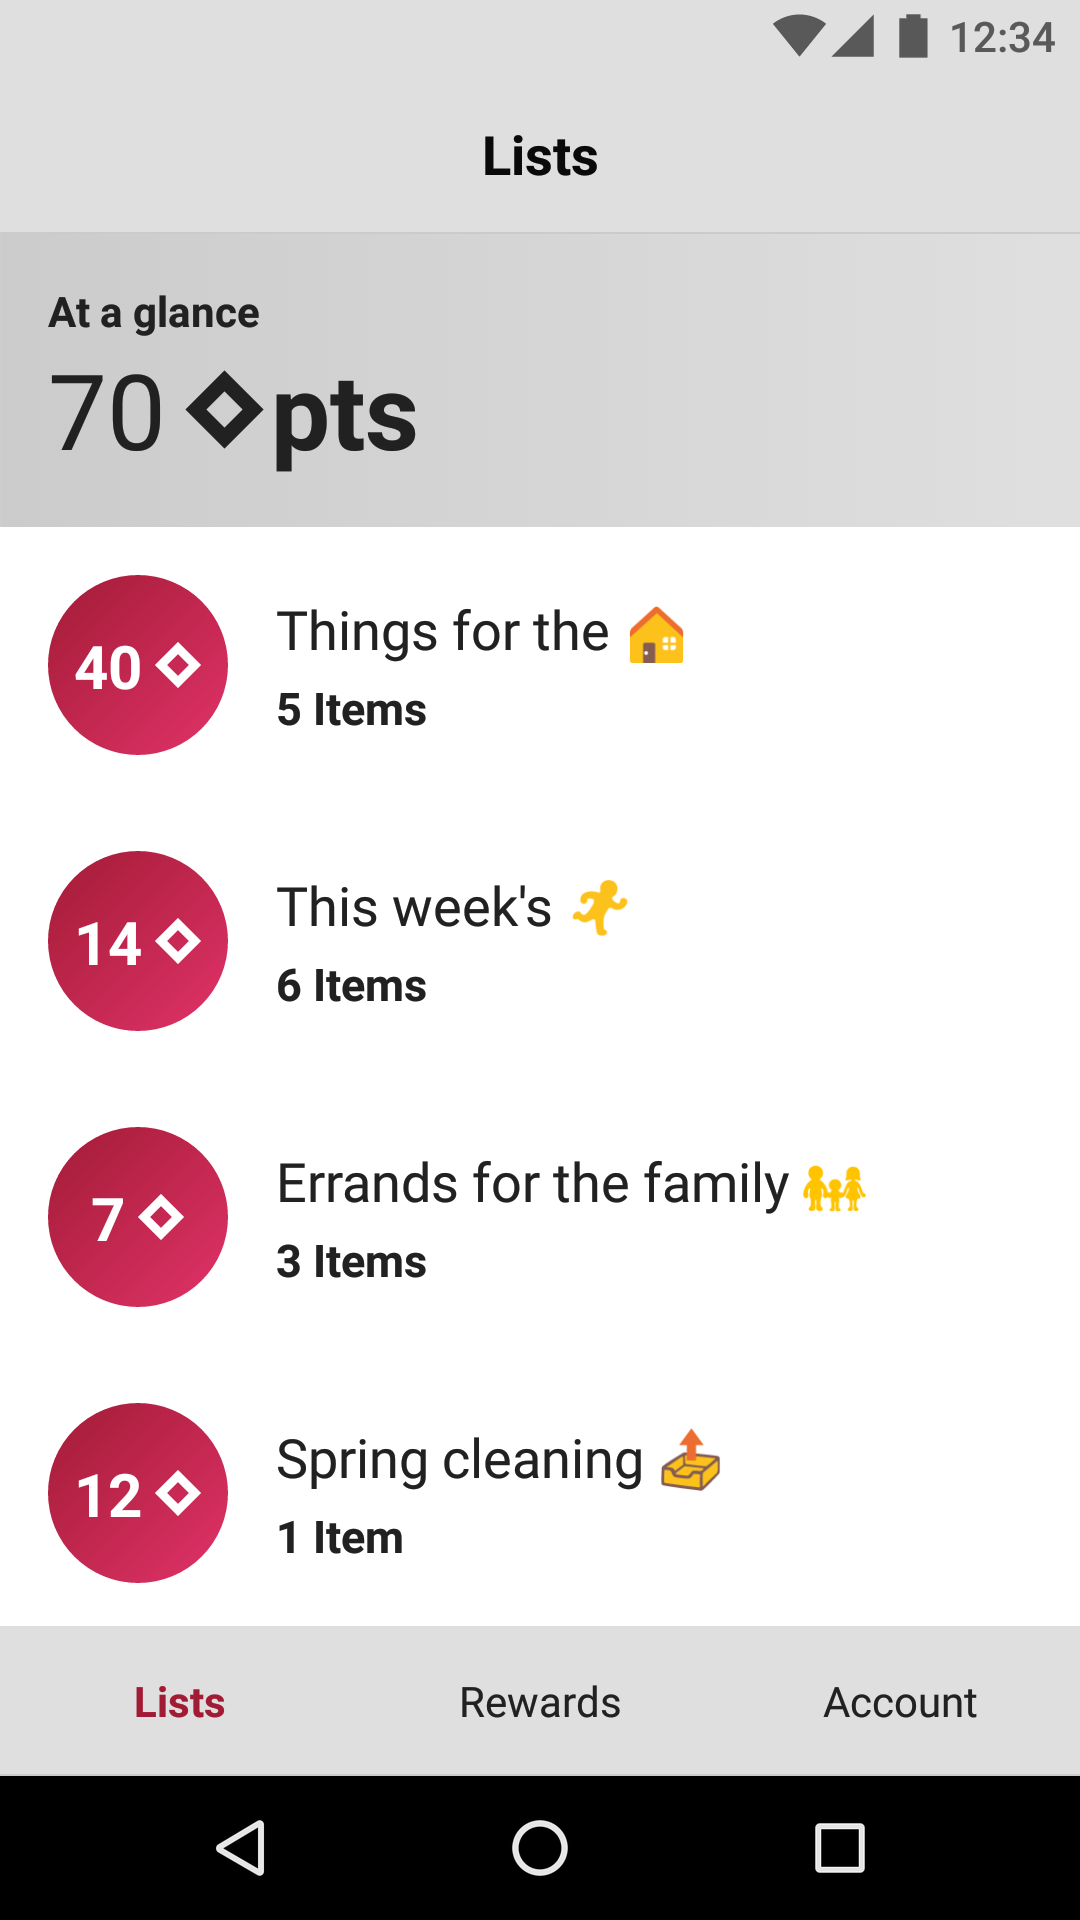 12:34
Lists
At a glance
70 pts
40
Things for the 🏠
5 Items
14
This week's 🏃
6 Items
7
Errands for the family 👪
3 Items
12
Spring cleaning 📤
1 Item
Lists Rewards Account